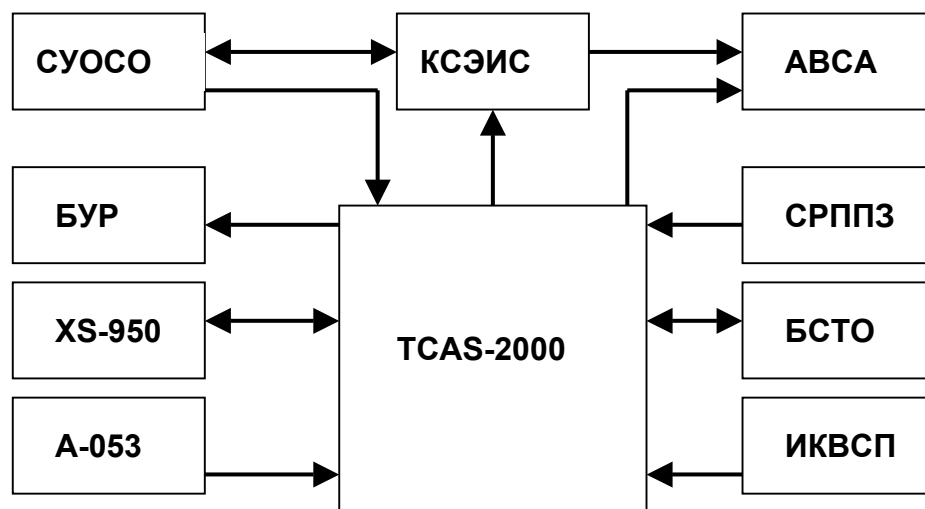 СУОСО
КСЭИС
АВСА
БУР
СРППЗ
XS-950
TCAS-2000
БСТО
А-053
ИКВСП